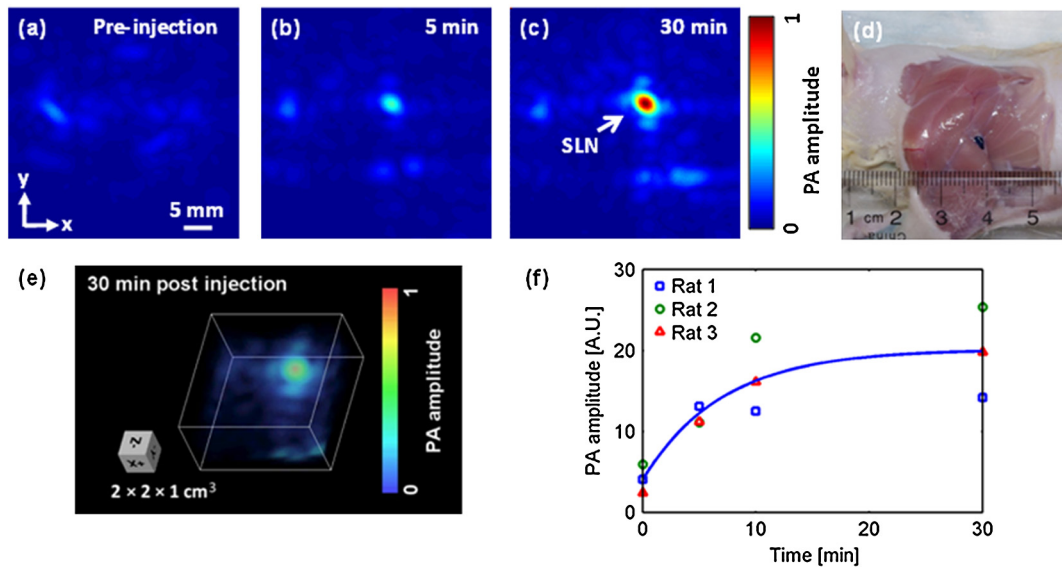 (a) Pre-injection
y
x
5 mm
(b) 5 min
(c) 30 min
SLN
1
PA amplitude
0
(d)
1 cm 2 3 4 5
China
(e)
30 min post injection
1
PA amplitude
0
2 × 2 × 1 cm³
(f)
Rat 1
Rat 2
Rat 3
PA amplitude [A.U.]
30
20
10
0
0 10 20 30
Time [min]